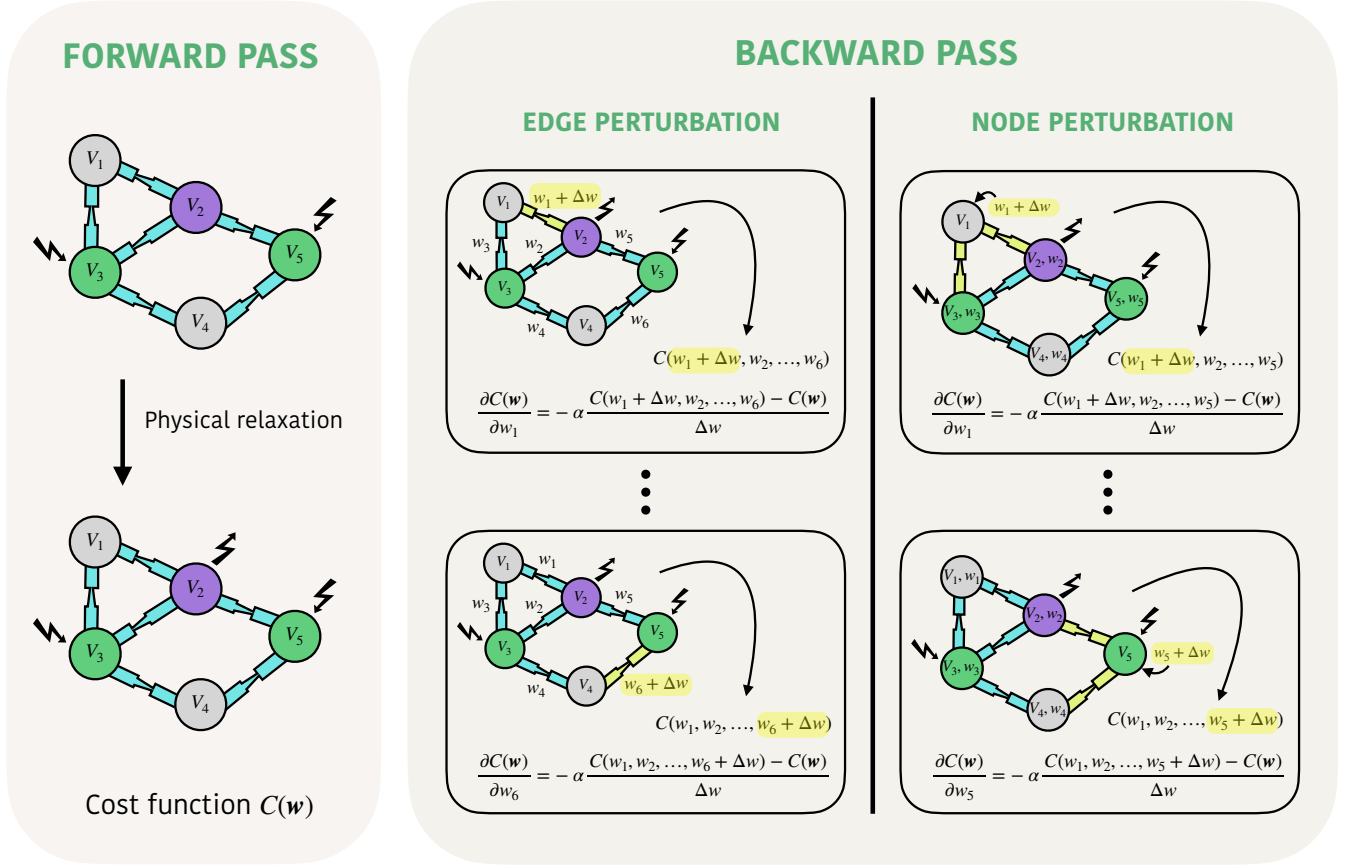 FORWARD PASS
V₁
V₂
V₃
V₅
V₄
Physical relaxation
V₁
V₂
V₃
V₅
V₄
Cost function C(w)
BACKWARD PASS
EDGE PERTURBATION
V₁
w₁ + Δw
w₃
w₂
V₂
w₅
V₃
V₅
w₄
V₄
w₆
C(w₁ + Δw, w₂, …, w₆)
∂C(w)/∂w₁ = − α (C(w₁ + Δw, w₂, …, w₆) − C(w))/Δw
V₁
w₁
w₃
w₂
V₂
w₅
V₃
V₅
w₄
V₄
w₆ + Δw
C(w₁, w₂, …, w₆ + Δw)
∂C(w)/∂w₆ = − α (C(w₁, w₂, …, w₆ + Δw) − C(w))/Δw
NODE PERTURBATION
V₁
w₁ + Δw
V₂, w₂
V₃, w₃
V₅, w₅
V₄, w₄
C(w₁ + Δw, w₂, …, w₅)
∂C(w)/∂w₁ = − α (C(w₁ + Δw, w₂, …, w₅) − C(w))/Δw
V₁, w₁
V₂, w₂
V₃, w₃
V₅
w₅ + Δw
V₄, w₄
C(w₁, w₂, …, w₅ + Δw)
∂C(w)/∂w₅ = − α (C(w₁, w₂, …, w₅ + Δw) − C(w))/Δw